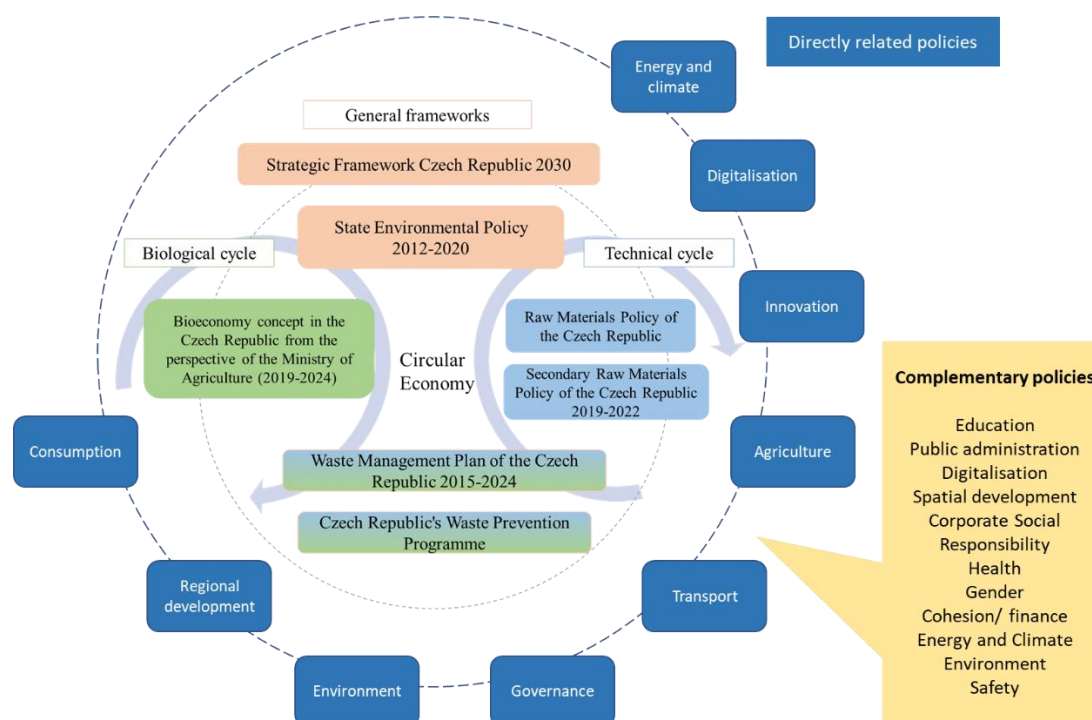 Directly related policies
Energy and
climate
General frameworks
Strategic Framework Czech Republic 2030
Digitalisation
State Environmental Policy
2012-2020
Biological cycle
Technical cycle
Innovation
Bioeconomy concept in the
Czech Republic from the
perspective of the Ministry of
Agriculture (2019-2024)
Circular
Economy
Raw Materials Policy of
the Czech Republic
Secondary Raw Materials
Policy of the Czech Republic
2019-2022
Consumption
Agriculture
Waste Management Plan of the Czech
Republic 2015-2024
Czech Republic's Waste Prevention
Programme
Regional
development
Transport
Environment
Governance
Complementary policies
Education
Public administration
Digitalisation
Spatial development
Corporate Social
Responsibility
Health
Gender
Cohesion/ finance
Energy and Climate
Environment
Safety